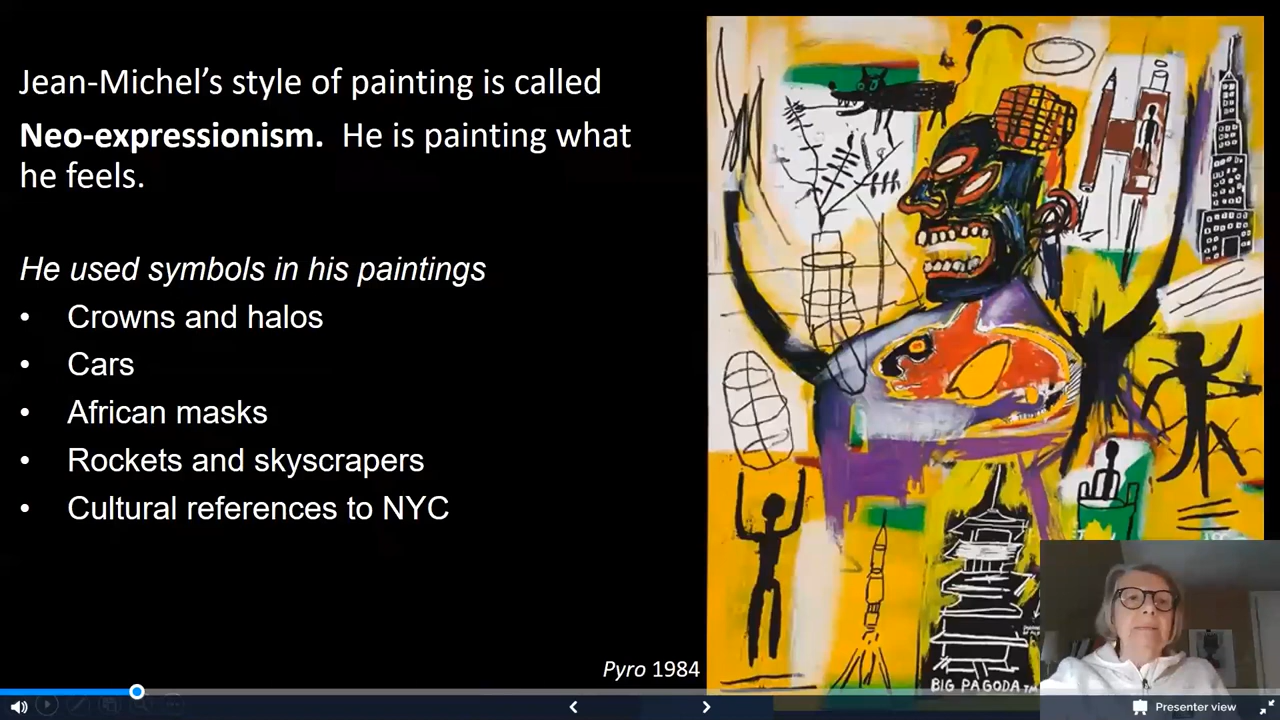 Jean-Michel’s style of painting is called
Neo-expressionism. He is painting what
he feels.
He used symbols in his paintings
• Crowns and halos
• Cars
• African masks
• Rockets and skyscrapers
• Cultural references to NYC
Pyro 1984
BIG PAGODA TM
Presenter view